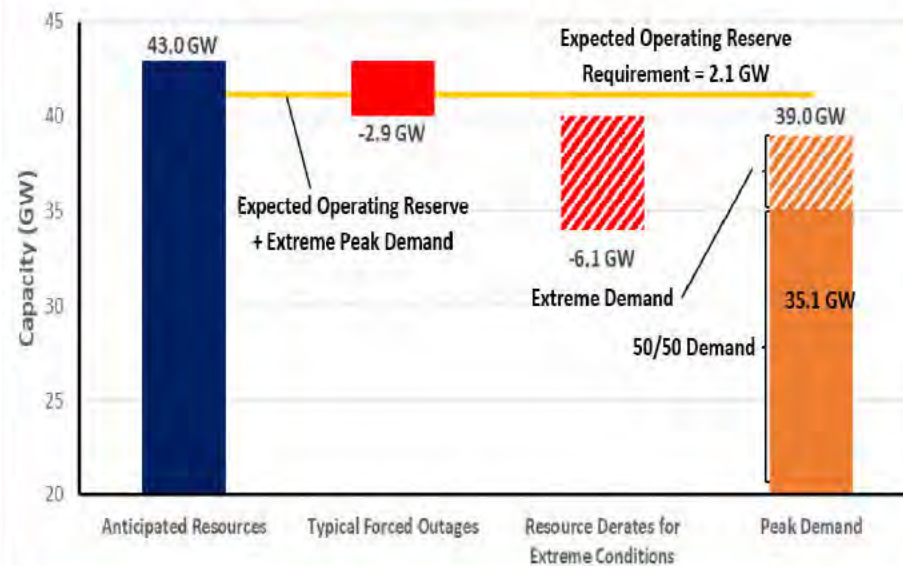 45
40
35
30
25
20
Capacity (GW)
43.0 GW
Expected Operating Reserve
Requirement = 2.1 GW
-2.9 GW
39.0 GW
Expected Operating Reserve
+ Extreme Peak Demand
-6.1 GW
Extreme Demand
35.1 GW
50/50 Demand
Anticipated Resources
Typical Forced Outages
Resource Derates for
Extreme Conditions
Peak Demand